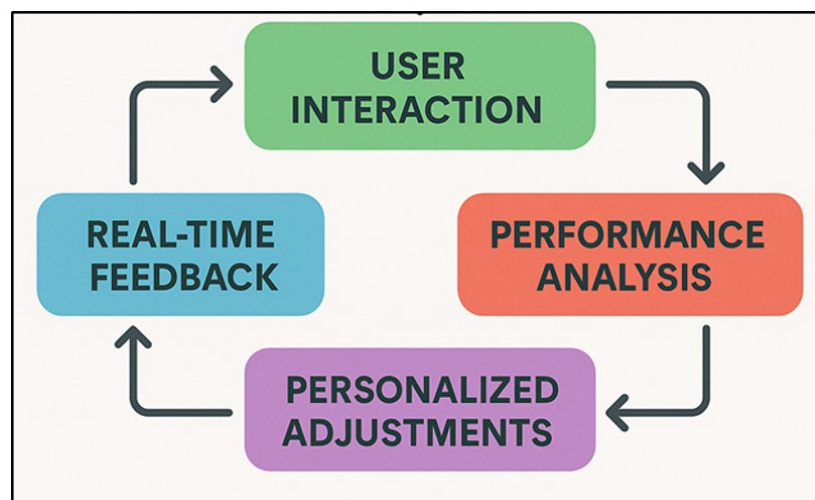 USER
INTERACTION
PERFORMANCE
ANALYSIS
PERSONALIZED
ADJUSTMENTS
REAL-TIME
FEEDBACK